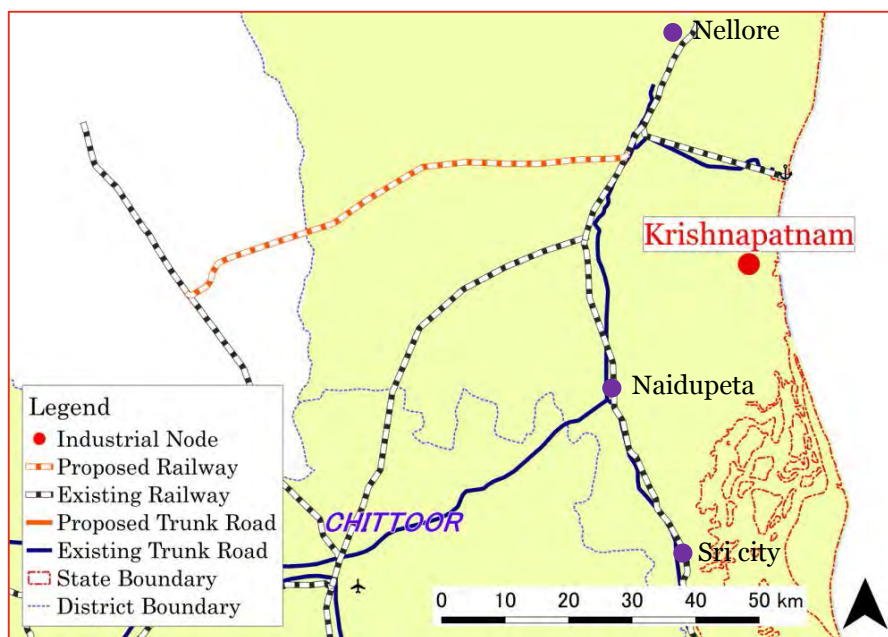 Nellore
Krishnapatnam
Naidupeta
Legend
Industrial Node
Proposed Railway
Existing Railway
Proposed Trunk Road
Existing Trunk Road
State Boundary
District Boundary
CHITTOOR
Sri city
0 10 20 30 40 50 km